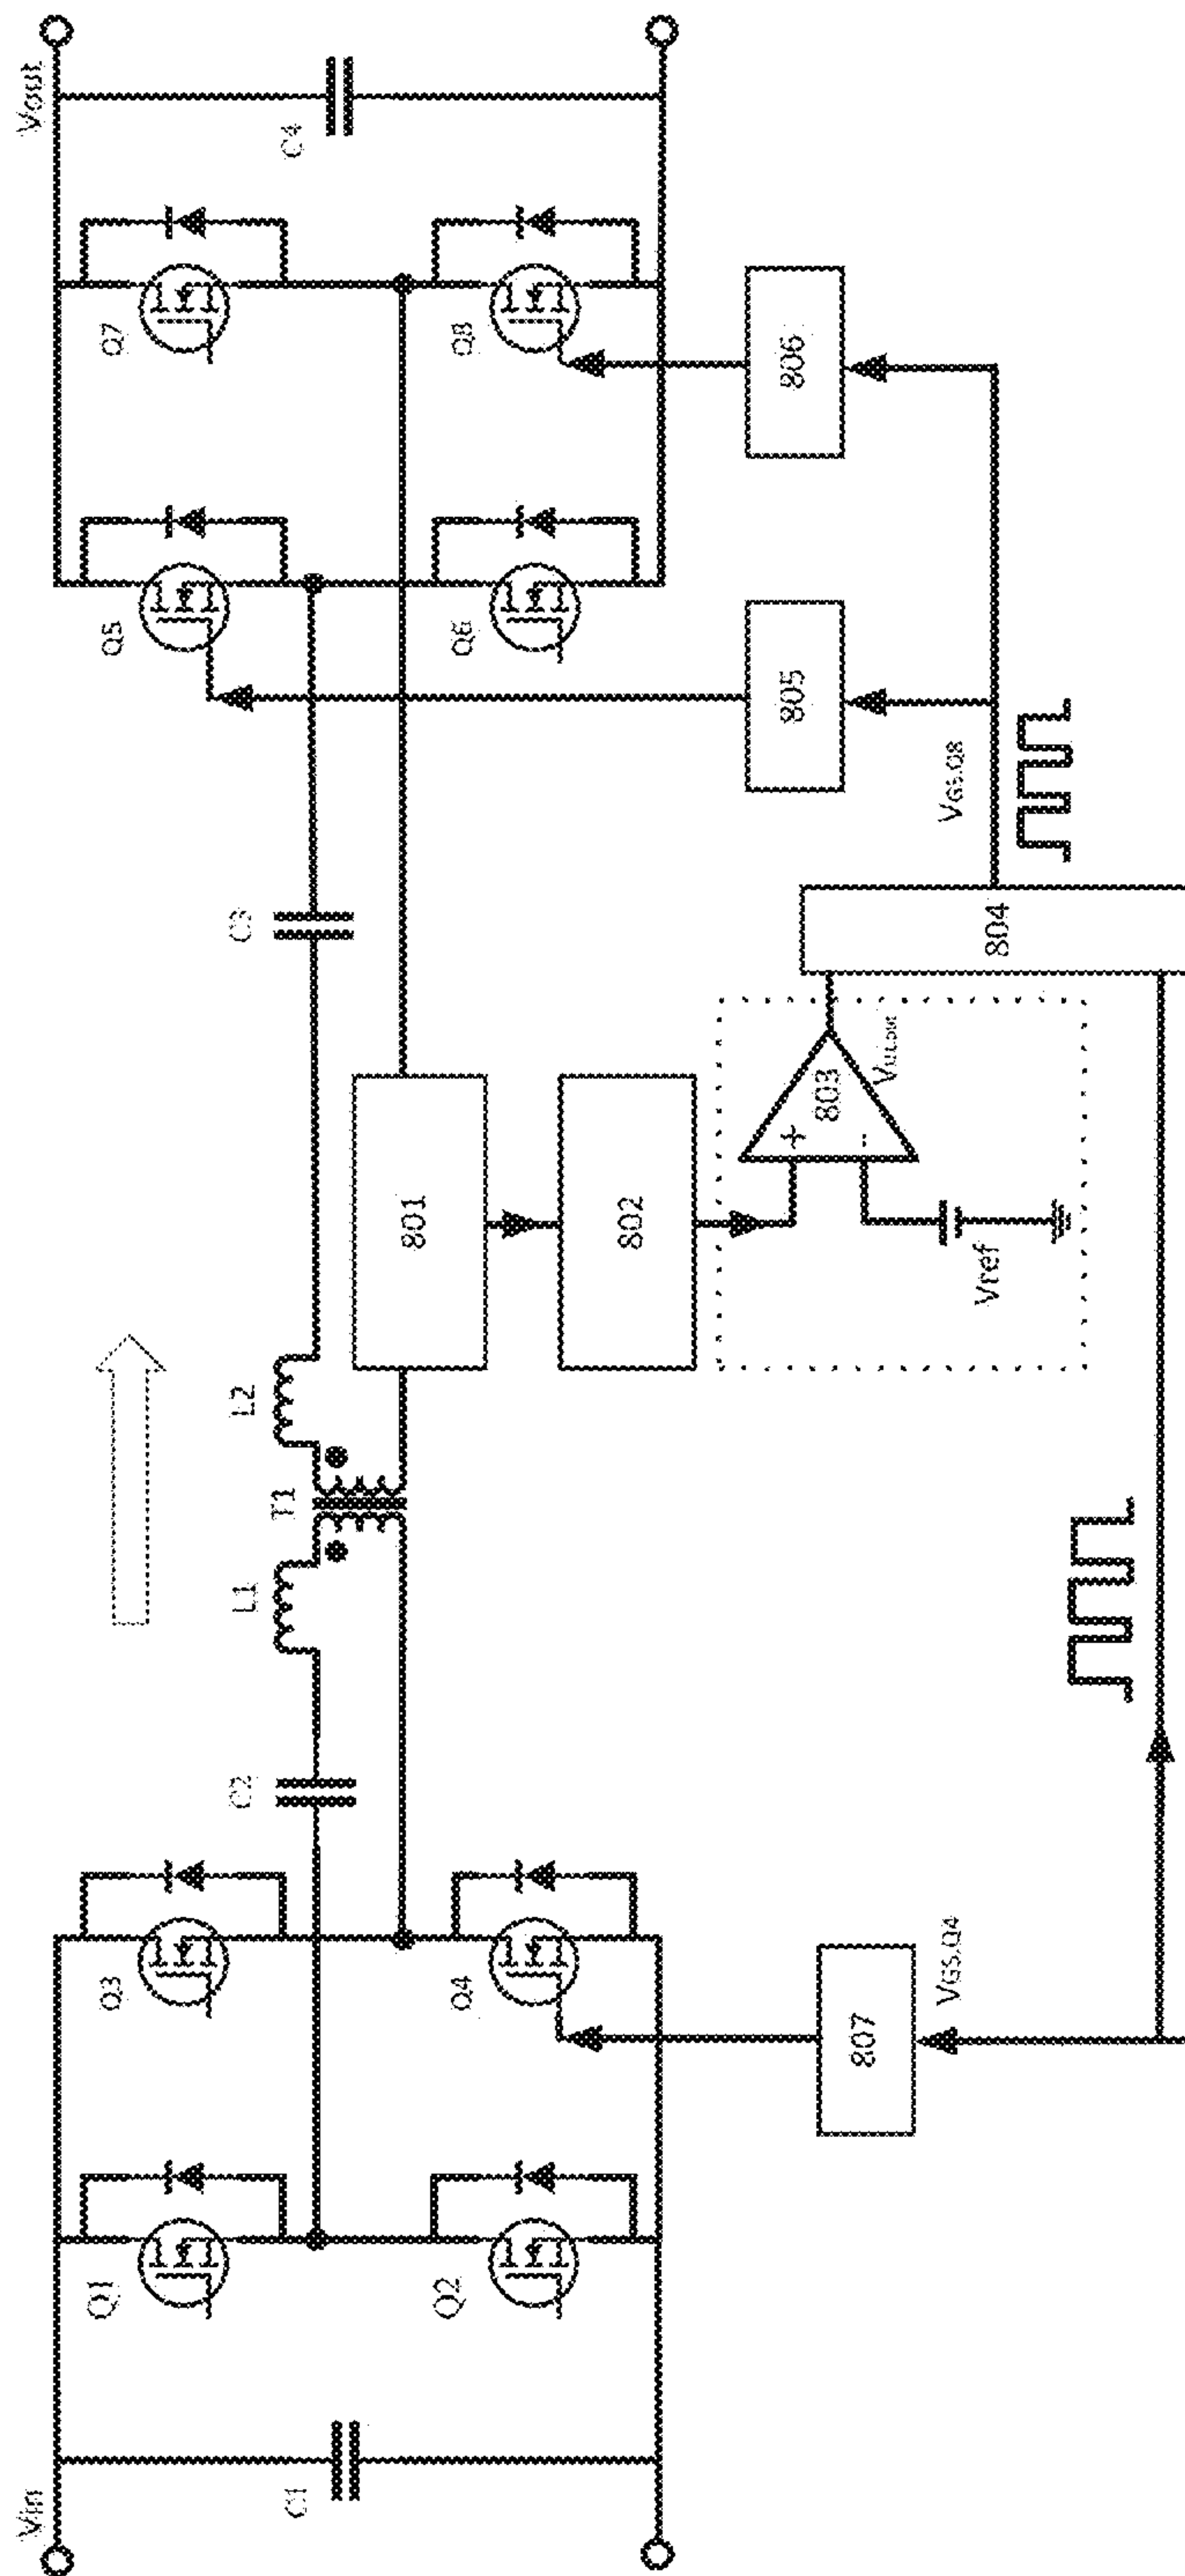 Vin
Vout
C1
Q1
Q2
Q3
Q4
C2
L1
T1
L2
C3
Q5
Q6
Q7
Q8
C4
801
802
803
+
-
Vref
804
805
806
807
VGS.Q4
VGS.Q8